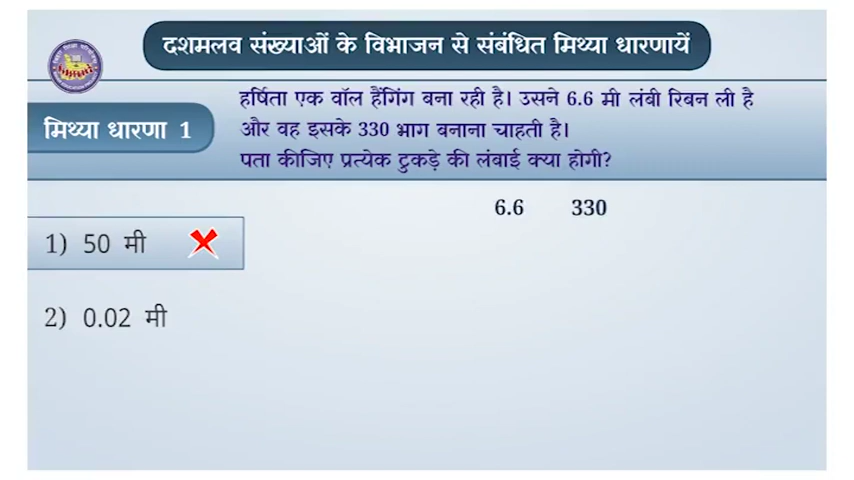 दशमलव संख्याओं के विभाजन से संबंधित मिथ्या धारणायें
हर्षिता एक वॉल हैंगिंग बना रही है। उसने 6.6 मी लंबी रिबन ली है
और वह इसके 330 भाग बनाना चाहती है।
पता कीजिए प्रत्येक टुकड़े की लंबाई क्या होगी?
मिथ्या धारणा 1
6.6 330
1) 50 मी
2) 0.02 मी